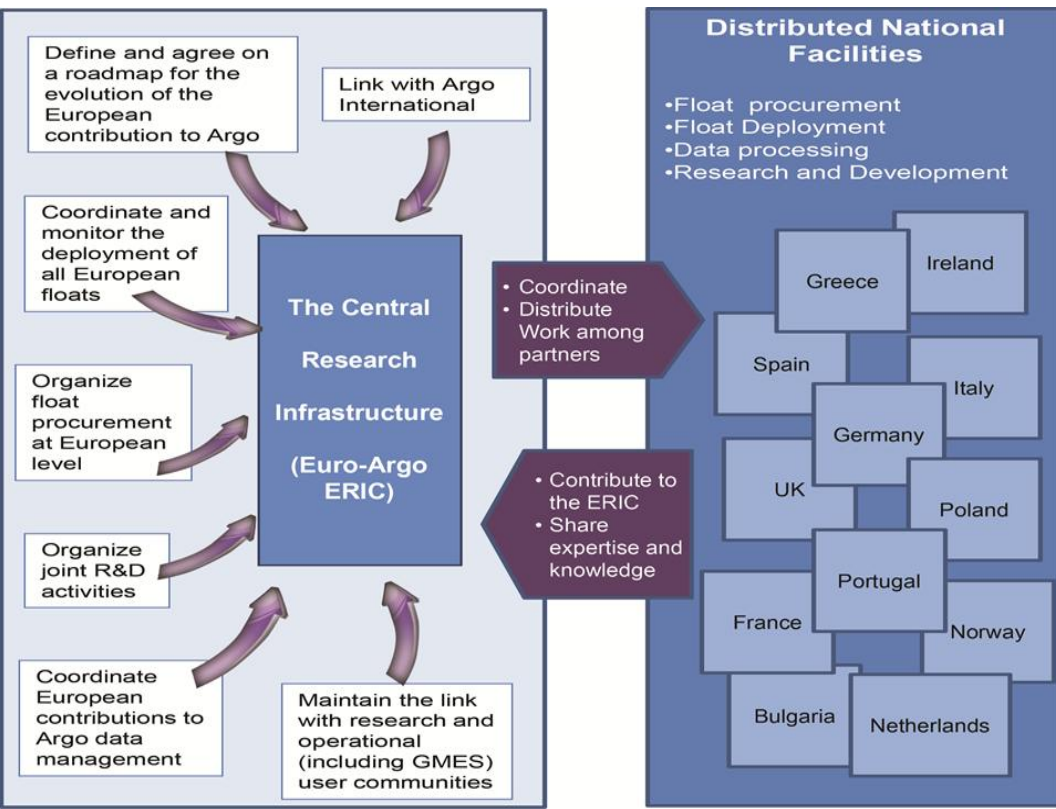 Define and agree on
a roadmap for the
evolution of the
European
contribution to Argo
Link with Argo
International
Coordinate and
monitor the
deployment of
all European
floats
Organize
float
procurement
at European
level
Organize
joint R&D
activities
Coordinate
European
contributions to
Argo data
management
Maintain the link
with research and
operational
(including GMES)
user communities
The Central
Research
Infrastructure
(Euro-Argo
ERIC)
• Coordinate
• Distribute
Work among
partners
• Contribute to
the ERIC
• Share
expertise and
knowledge
Distributed National
Facilities
•Float procurement
•Float Deployment
•Data processing
•Research and Development
Ireland
Greece
Spain
Italy
Germany
UK
Poland
Portugal
France
Norway
Bulgaria
Netherlands